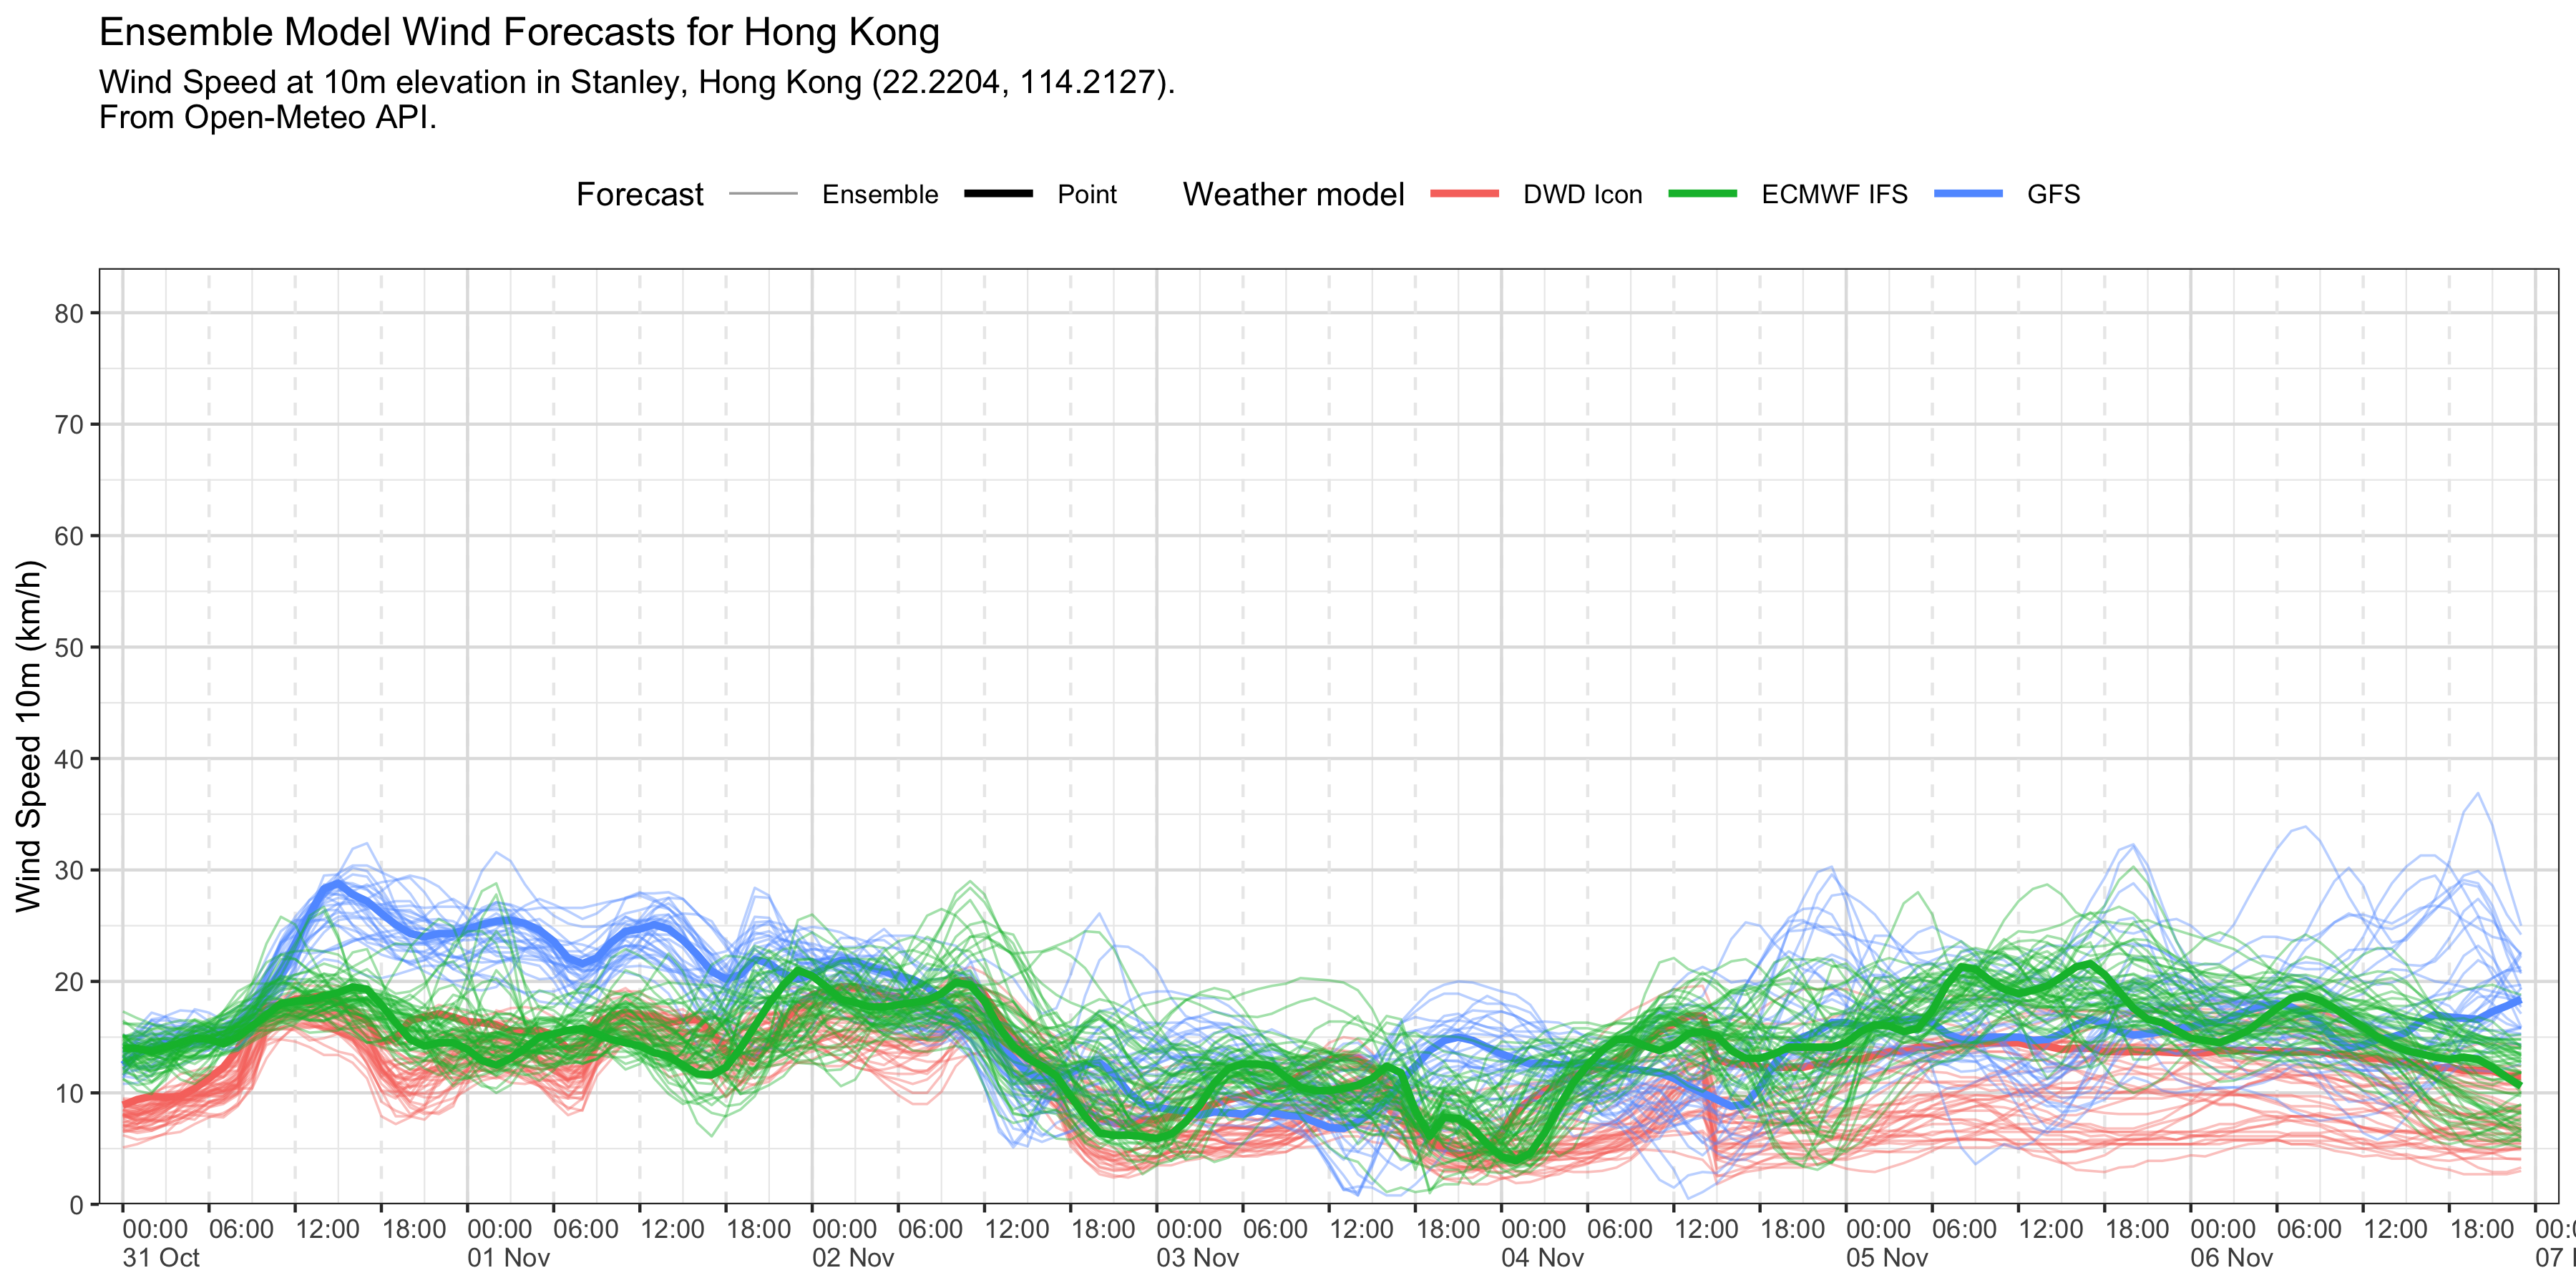 Ensemble Model Wind Forecasts for Hong Kong
Wind Speed at 10m elevation in Stanley, Hong Kong (22.2204, 114.2127).
From Open-Meteo API.
Forecast Ensemble Point Weather model DWD Icon ECMWF IFS GFS
Wind Speed 10m (km/h)
80
70
60
50
40
30
20
10
0
00:00 06:00 12:00 18:00 00:00 06:00 12:00 18:00 00:00 06:00 12:00 18:00 00:00 06:00 12:00 18:00 00:00 06:00 12:00 18:00 00:00 06:00 12:00 18:00 00:00 06:00 12:00 18:00
31 Oct 01 Nov 02 Nov 03 Nov 04 Nov 05 Nov 06 Nov 07